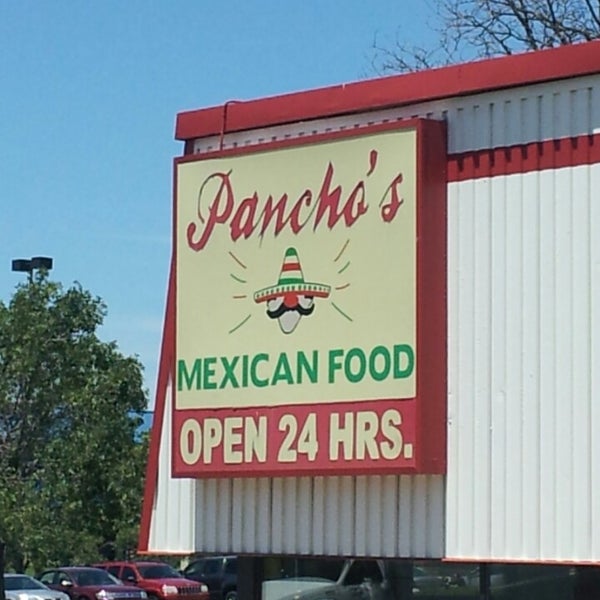 Pancho's
MEXICAN FOOD
OPEN 24 HRS.